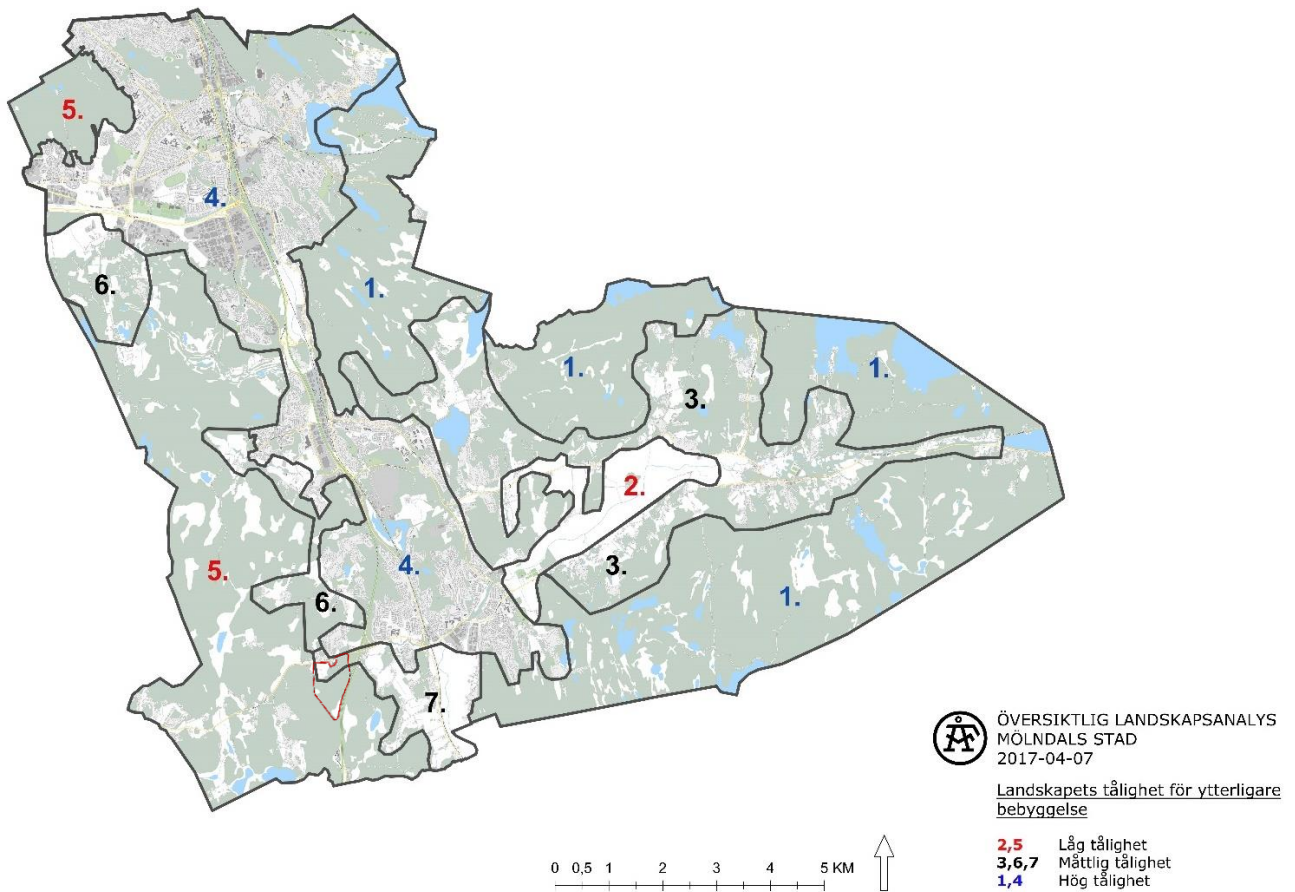 5.
4.
6.
1.
1.
1.
3.
2.
5.
4.
3.
6.
1.
7.
ÅF
ÖVERSIKTLIG LANDSKAPSANALYS
MÖLNDALS STAD
2017-04-07
Landskapets tålighet för ytterligare
bebyggelse
2,5 Låg tålighet
3,6,7 Måttlig tålighet
1,4 Hög tålighet
0 0,5 1 2 3 4 5 KM